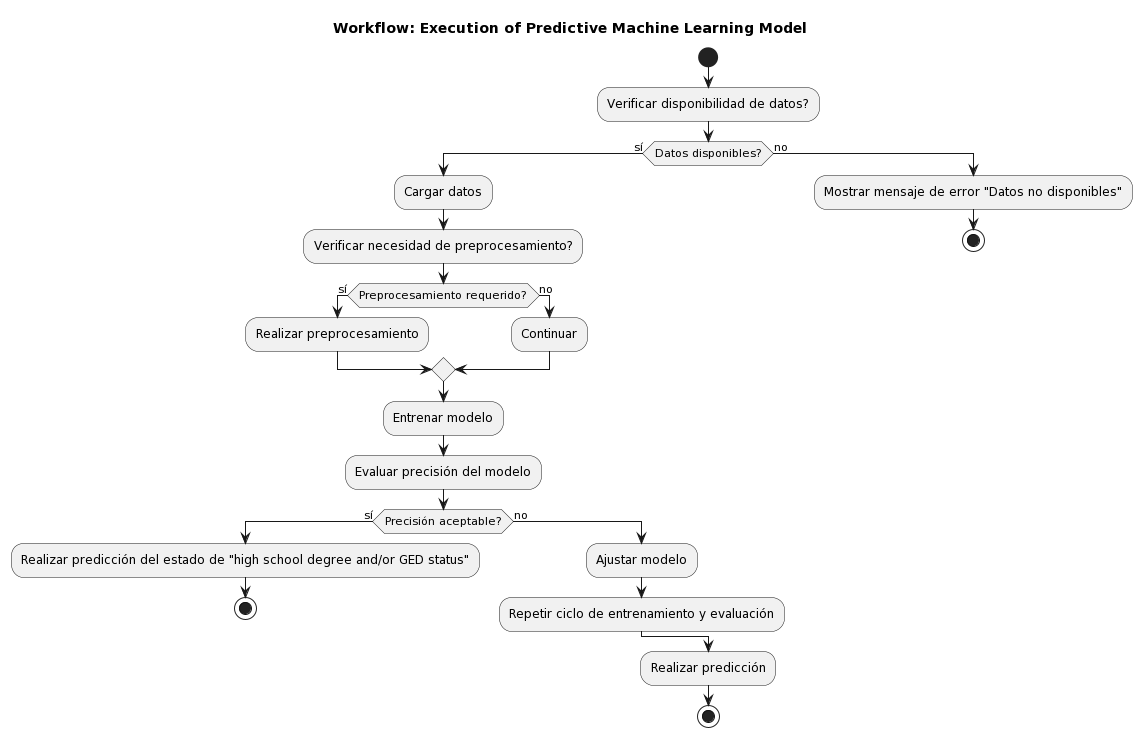 Workflow: Execution of Predictive Machine Learning Model
Verificar disponibilidad de datos?
sí
Datos disponibles?
no
Cargar datos
Mostrar mensaje de error "Datos no disponibles"
Verificar necesidad de preprocesamiento?
sí
Preprocesamiento requerido?
no
Realizar preprocesamiento
Continuar
Entrenar modelo
Evaluar precisión del modelo
sí
Precisión aceptable?
no
Realizar predicción del estado de "high school degree and/or GED status"
Ajustar modelo
Repetir ciclo de entrenamiento y evaluación
Realizar predicción